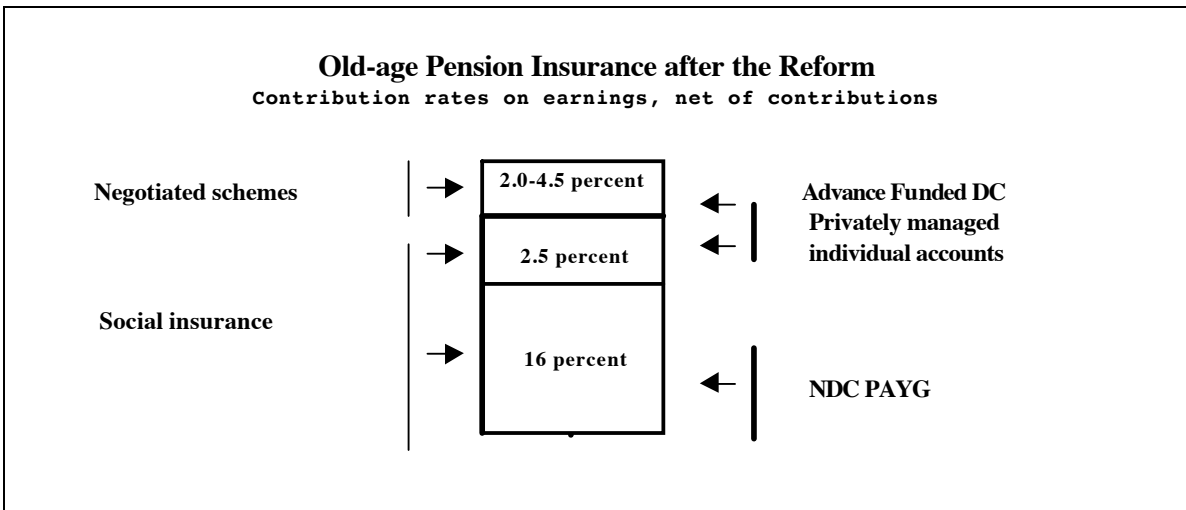 Old-age Pension Insurance after the Reform
Contribution rates on earnings, net of contributions
Negotiated schemes
2.0-4.5 percent
Advance Funded DC
Privately managed
individual accounts
2.5 percent
Social insurance
16 percent
NDC PAYG